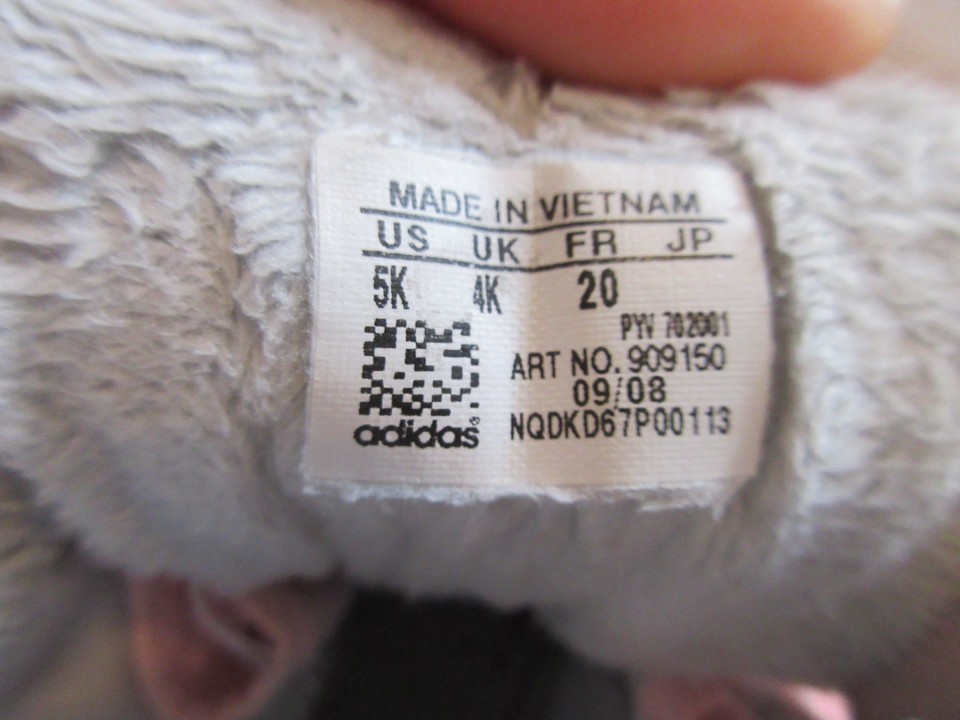 MADE IN VIETNAM
US UK FR JP
5K 4K 20
PYV 702001
ART NO. 909150
09/08
adidas® NQDKD67P00113